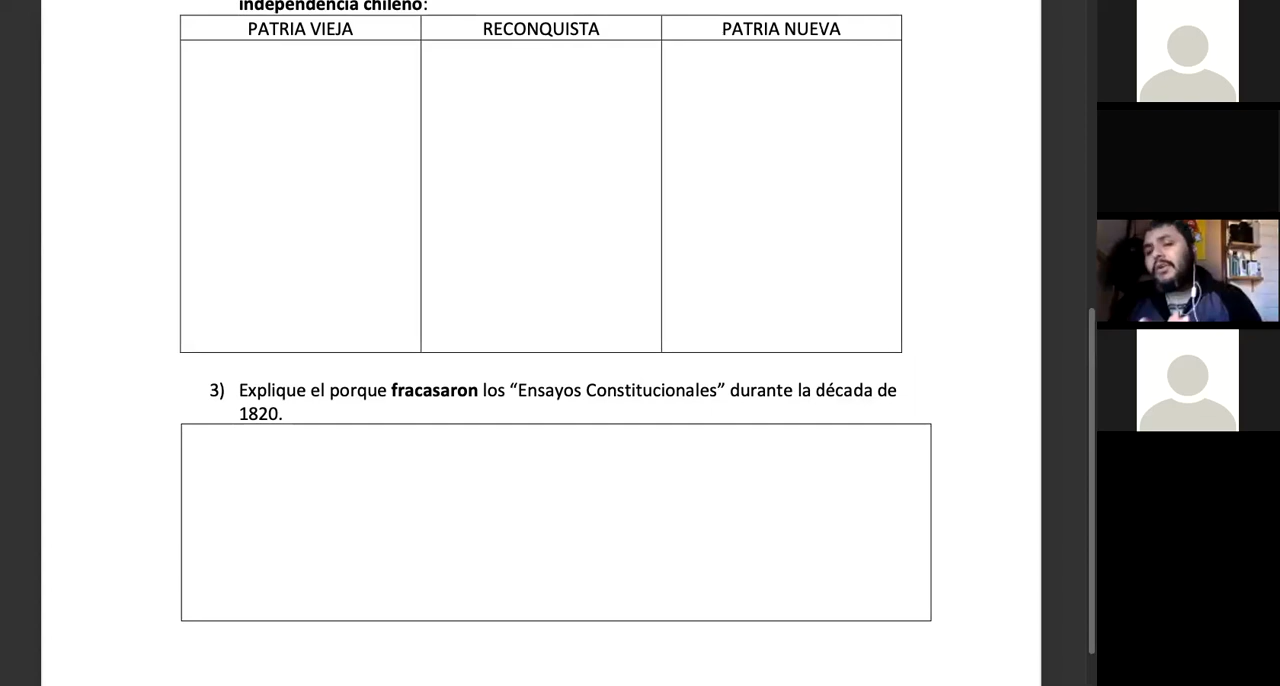 independencia chileno:
PATRIA VIEJA RECONQUISTA PATRIA NUEVA
3) Explique el porque fracasaron los “Ensayos Constitucionales” durante la década de
1820.